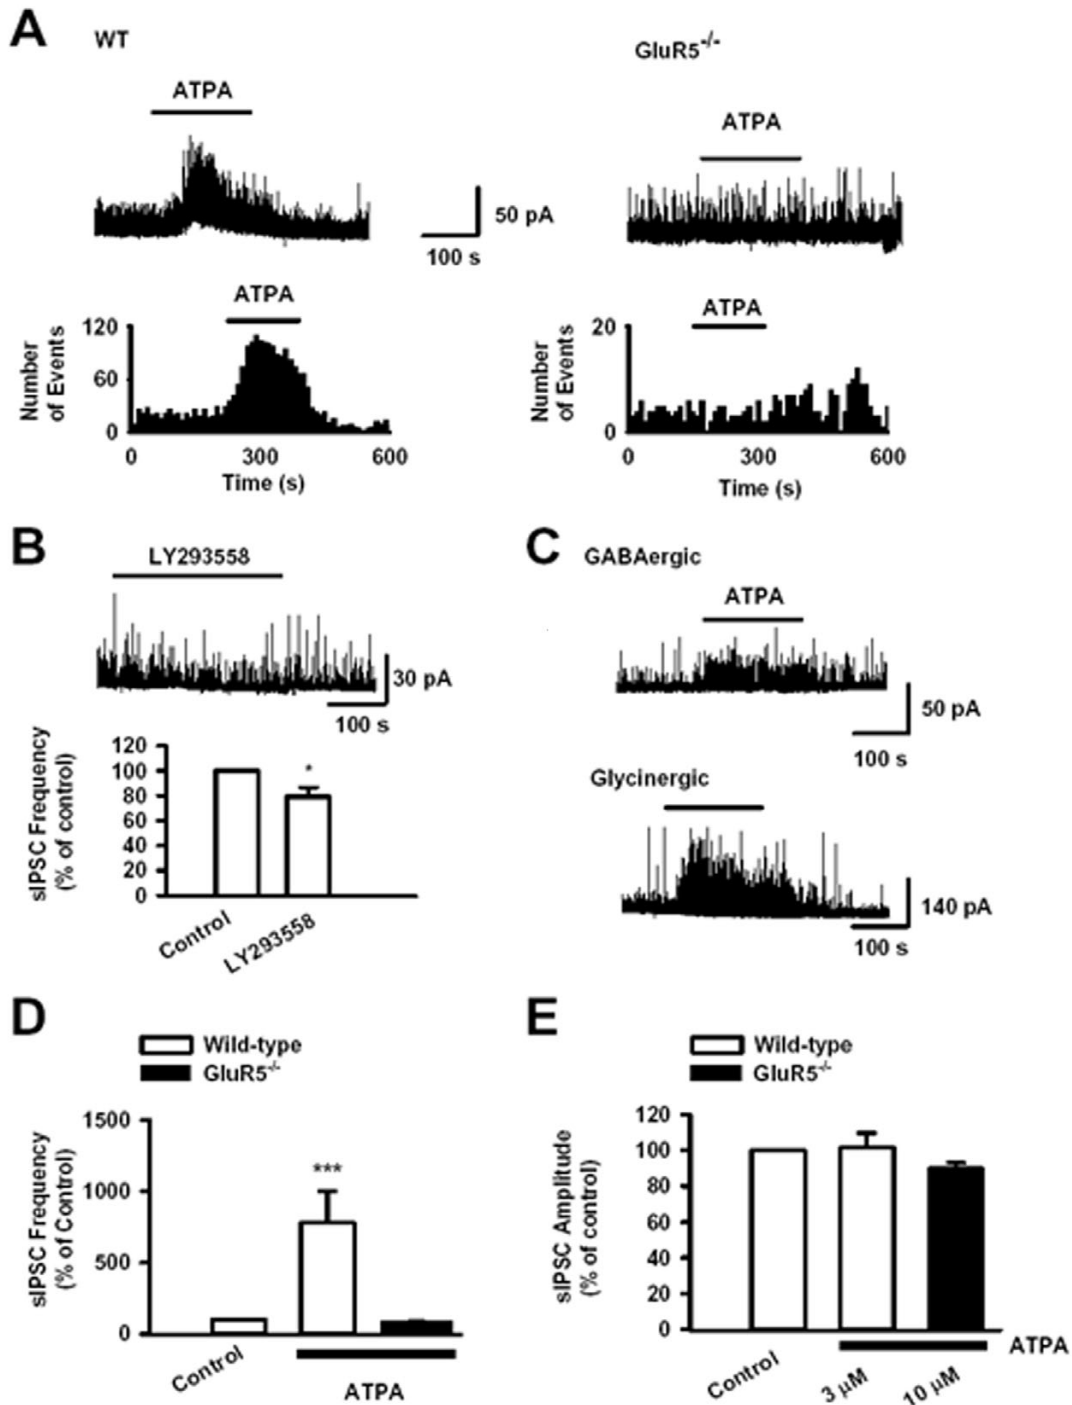 A
WT
GluR5-/-
ATPA
ATPA
50 pA
100 s
ATPA
ATPA
Number
of Events
120
60
0
0
300
600
Time (s)
Number
of Events
20
0
0
300
600
Time (s)
B
LY293558
30 pA
100 s
sIPSC Frequency
(% of control)
120
100
80
60
40
20
0
*
Control
LY293558
C
GABAergic
ATPA
50 pA
100 s
Glycinergic
140 pA
100 s
D
Wild-type
GluR5-/-
sIPSC Frequency
(% of Control)
1500
1000
500
0
***
Control
ATPA
E
Wild-type
GluR5-/-
sIPSC Amplitude
(% of control)
120
100
80
60
40
20
0
Control
3 µM
10 µM
ATPA